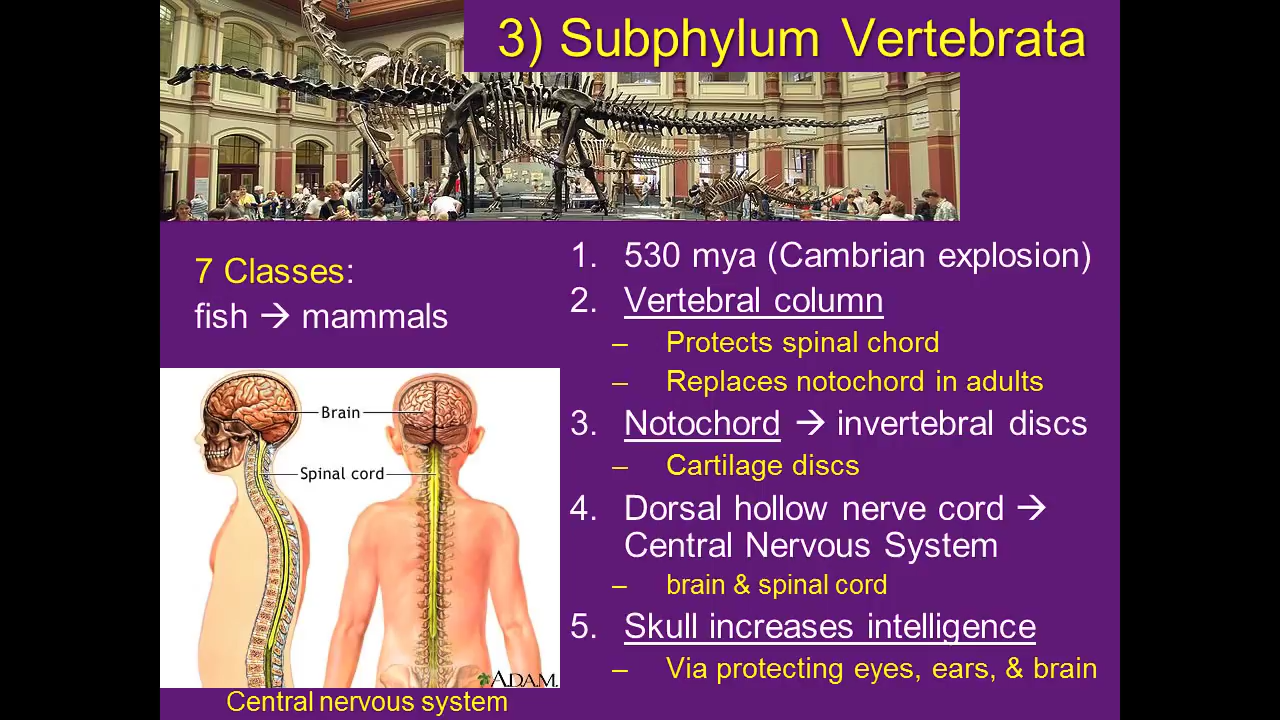 3) Subphylum Vertebrata
7 Classes:
fish → mammals
1. 530 mya (Cambrian explosion)
2. Vertebral column
– Protects spinal chord
– Replaces notochord in adults
3. Notochord → invertebral discs
– Cartilage discs
4. Dorsal hollow nerve cord →
Central Nervous System
– brain & spinal cord
5. Skull increases intelligence
– Via protecting eyes, ears, & brain
Brain
Spinal cord
ADAM.
Central nervous system